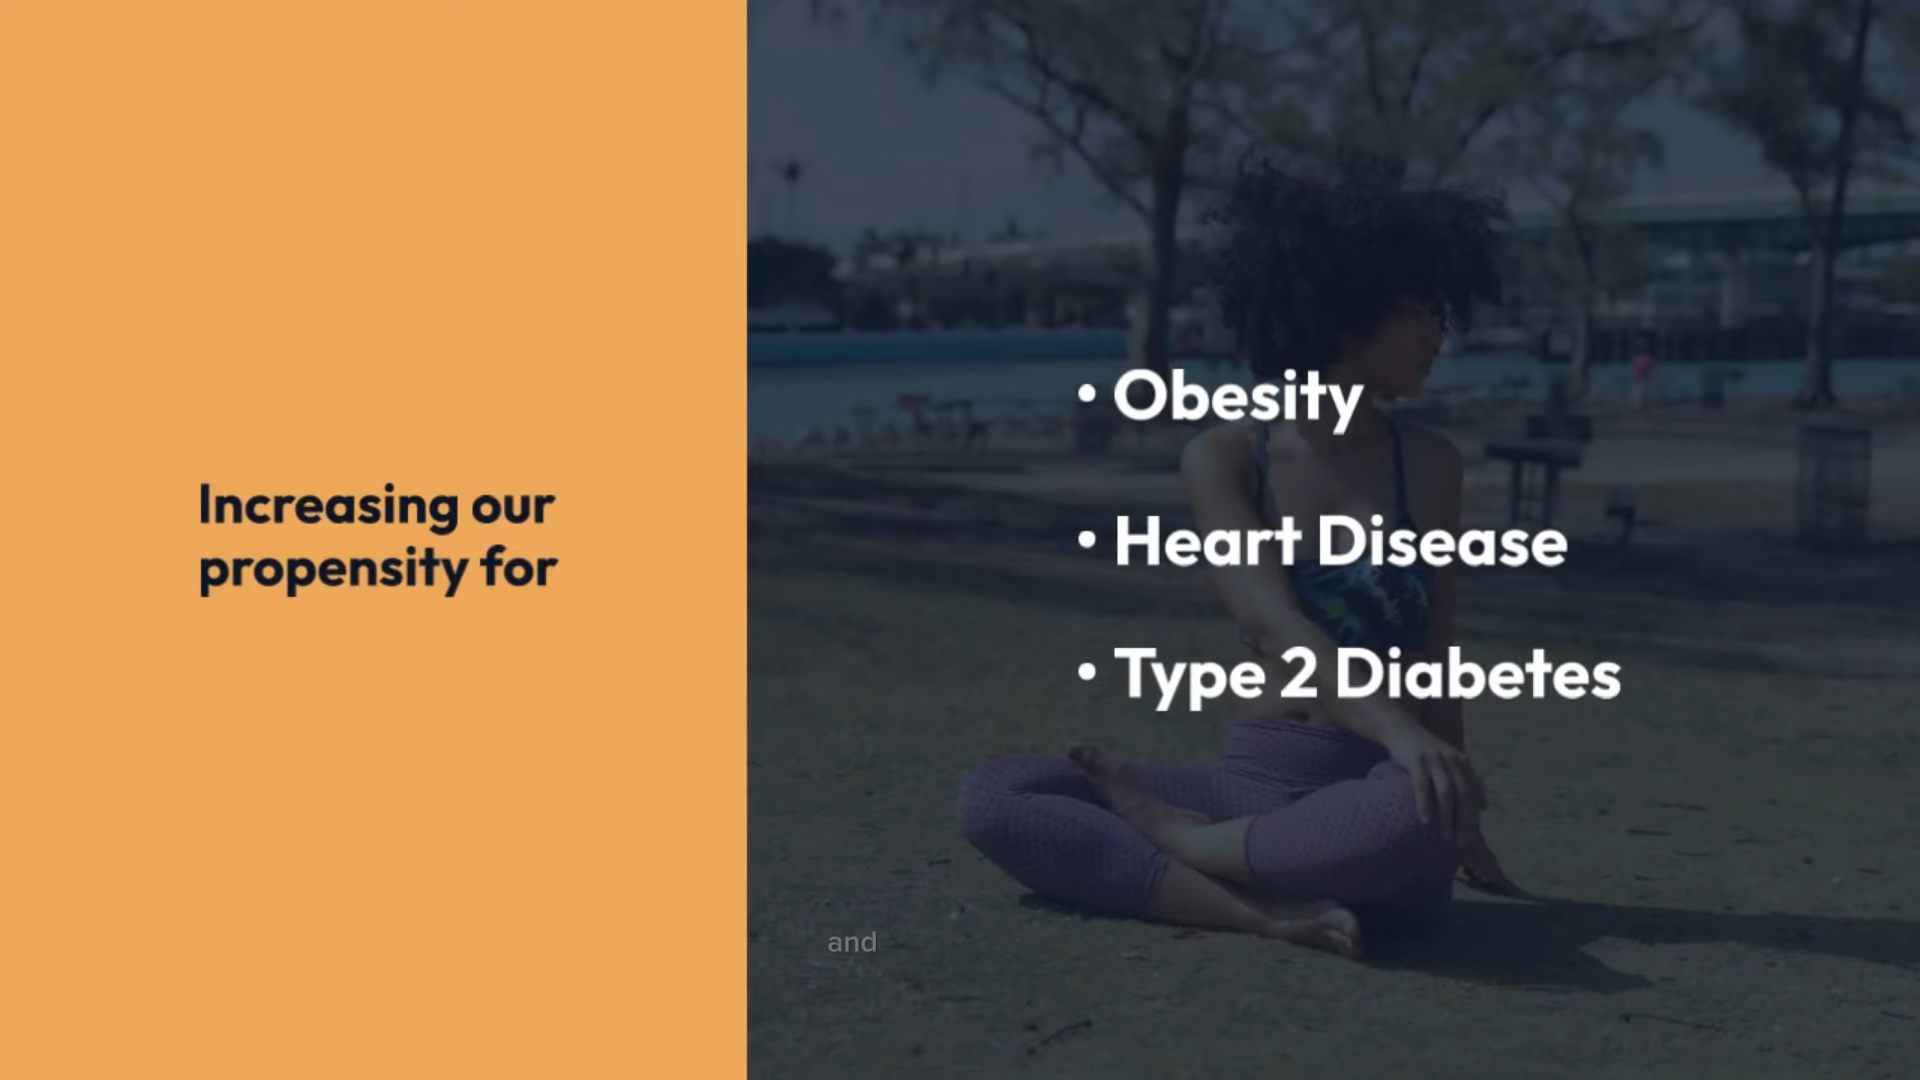 Increasing our
propensity for
• Obesity
• Heart Disease
• Type 2 Diabetes
and